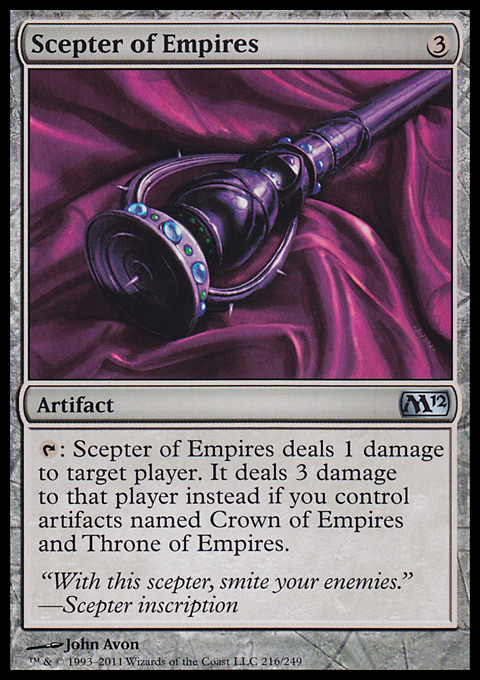 Scepter of Empires 3
Artifact M12
: Scepter of Empires deals 1 damage
to target player. It deals 3 damage
to that player instead if you control
artifacts named Crown of Empires
and Throne of Empires.
“With this scepter, smite your enemies.”
—Scepter inscription
John Avon
™ & © 1993–2011 Wizards of the Coast LLC 216/249